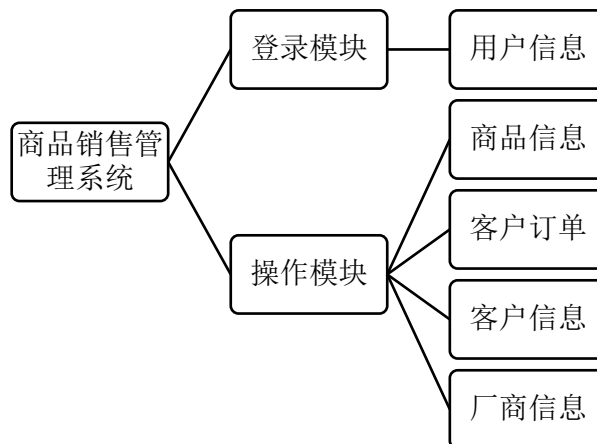 商品销售管
理系统
登录模块
用户信息
操作模块
商品信息
客户订单
客户信息
厂商信息